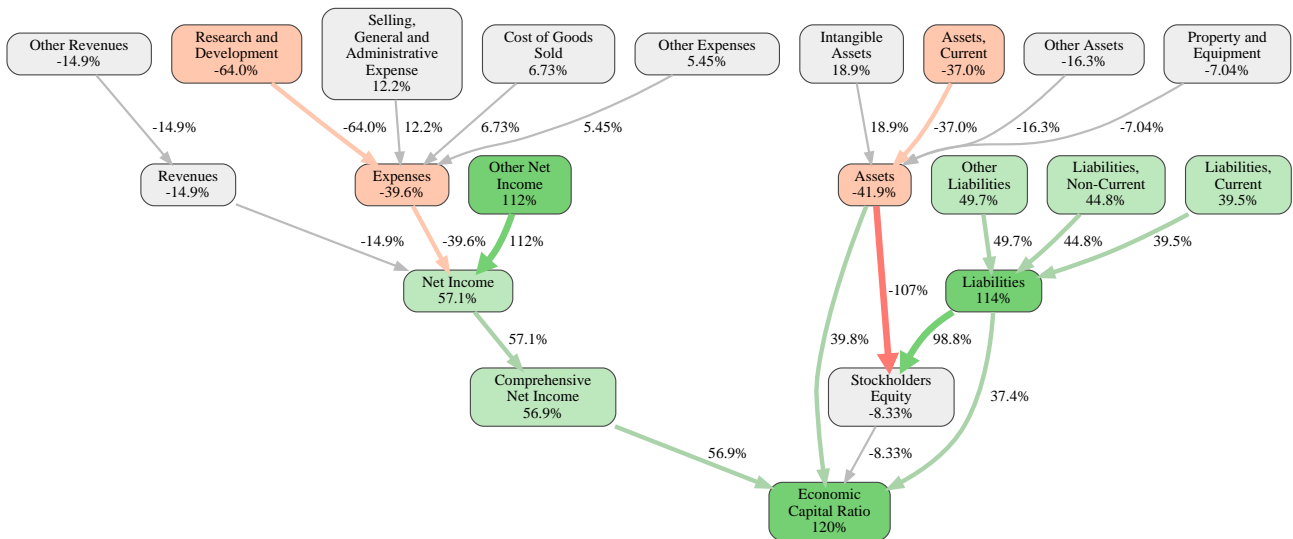 Other Revenues
-14.9%
Research and
Development
-64.0%
Selling,
General and
Administrative
Expense
12.2%
Cost of Goods
Sold
6.73%
Other Expenses
5.45%
Intangible
Assets
18.9%
Assets,
Current
-37.0%
Other Assets
-16.3%
Property and
Equipment
-7.04%
-14.9%
-64.0%
12.2%
6.73%
5.45%
18.9%
-37.0%
-16.3%
-7.04%
Revenues
-14.9%
Expenses
-39.6%
Other Net
Income
112%
Assets
-41.9%
Other
Liabilities
49.7%
Liabilities,
Non-Current
44.8%
Liabilities,
Current
39.5%
-14.9%
-39.6%
112%
49.7%
44.8%
39.5%
Net Income
57.1%
-107%
Liabilities
114%
57.1%
39.8%
98.8%
Comprehensive
Net Income
56.9%
Stockholders
Equity
-8.33%
37.4%
56.9%
-8.33%
Economic
Capital Ratio
120%